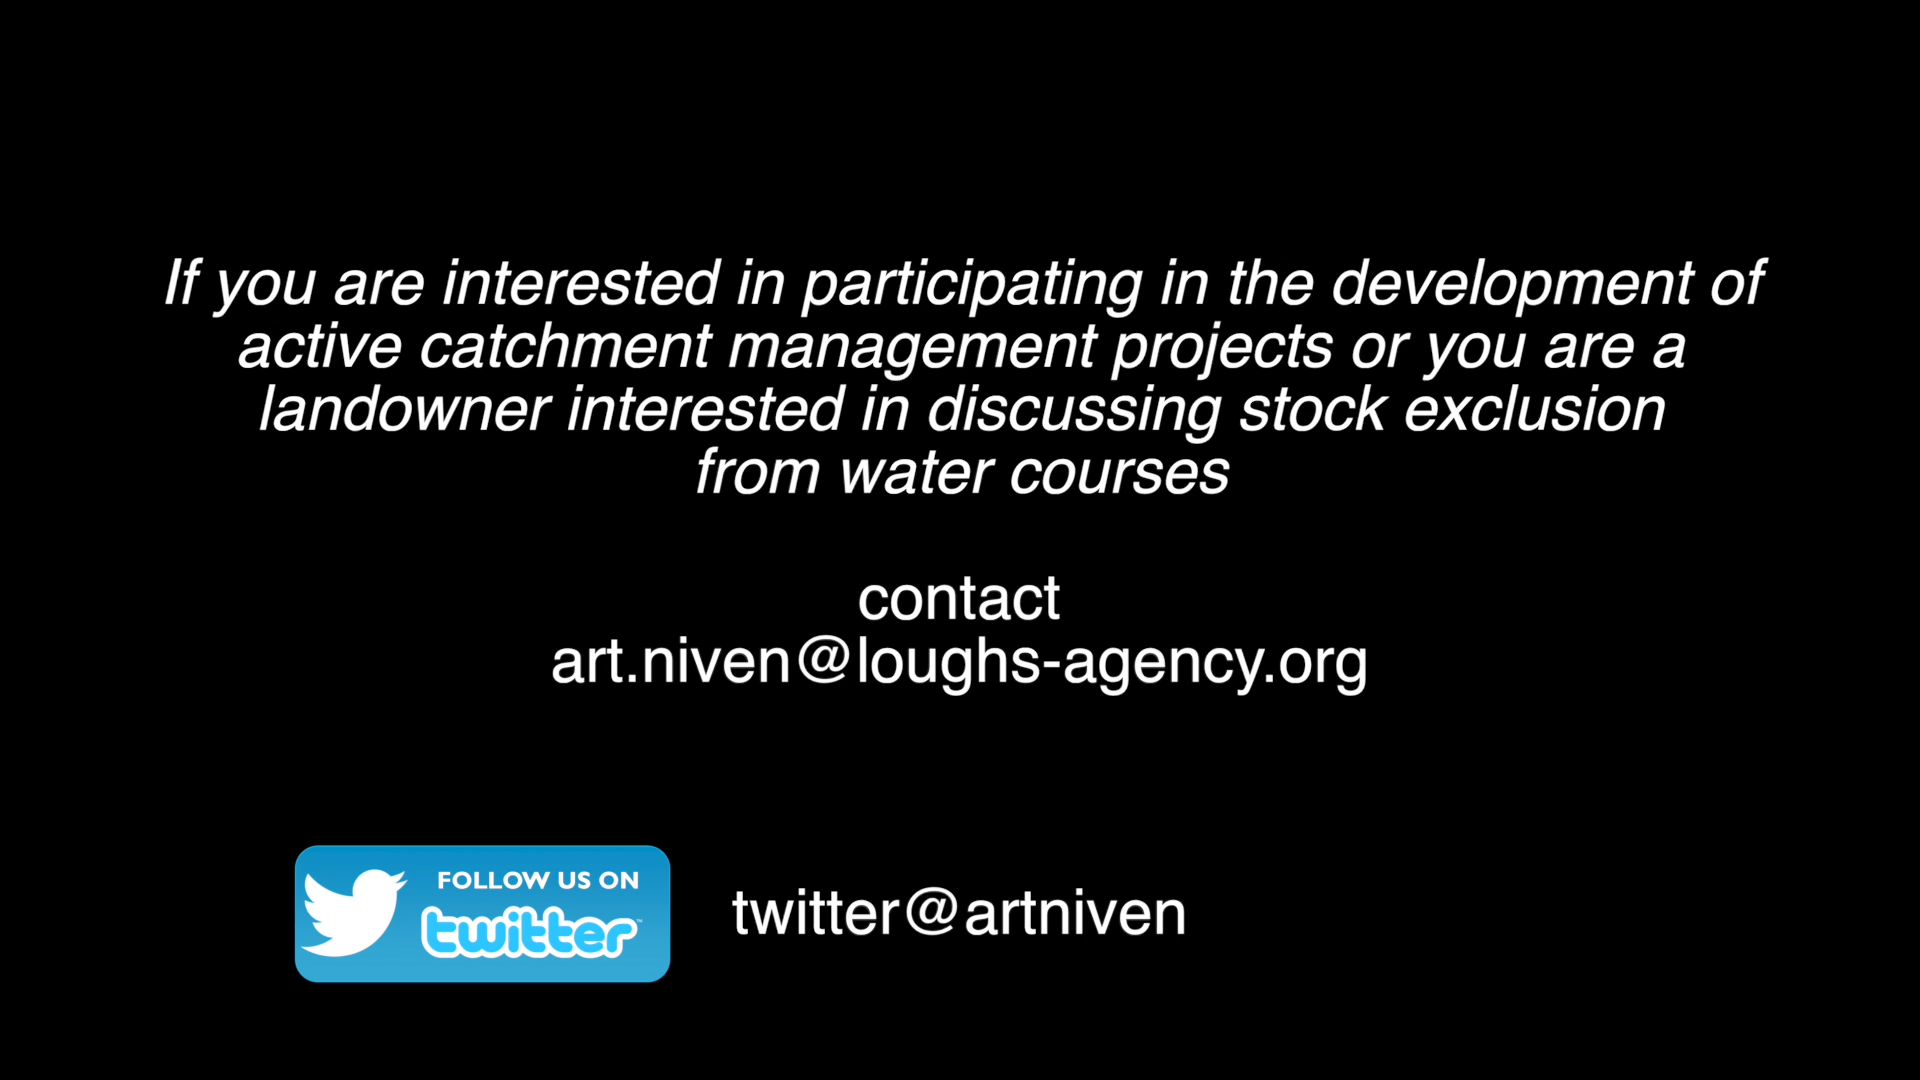 If you are interested in participating in the development of
active catchment management projects or you are a
landowner interested in discussing stock exclusion
from water courses
contact
art.niven@loughs-agency.org
FOLLOW US ON
twitter™
twitter@artniven